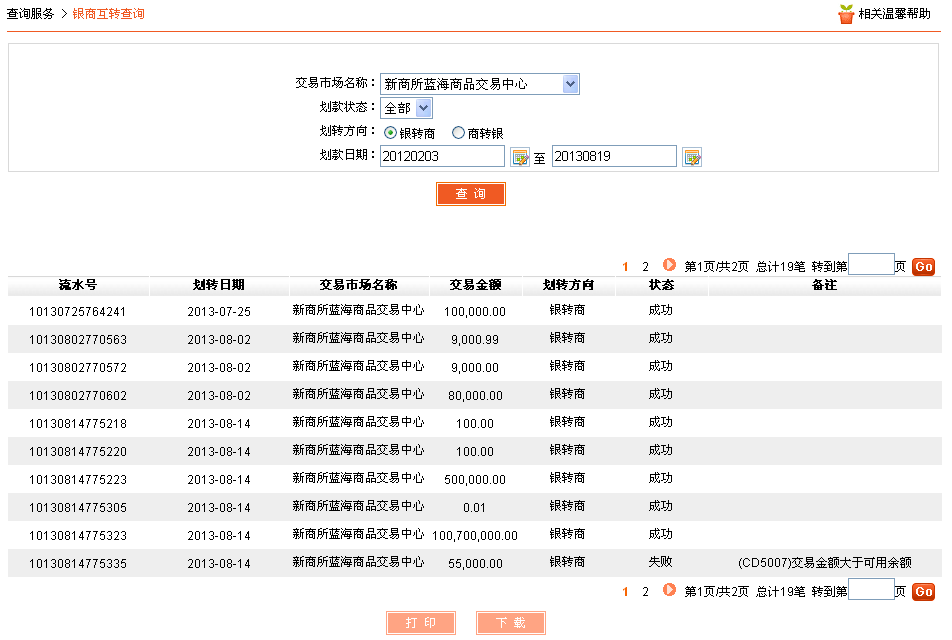 查询服务 > 银商互转查询 相关温馨帮助
交易市场名称： 新商所蓝海商品交易中心
划款状态： 全部
划转方向： 银转商 商转银
划款日期： 20120203 至 20130819
查 询
1 2 第1页/共2页 总计19笔 转到第 页 Go
流水号 划转日期 交易市场名称 交易金额 划转方向 状态 备注
10130725764241 2013-07-25 新商所蓝海商品交易中心 100,000.00 银转商 成功
10130802770563 2013-08-02 新商所蓝海商品交易中心 9,000.99 银转商 成功
10130802770572 2013-08-02 新商所蓝海商品交易中心 9,000.00 银转商 成功
10130802770602 2013-08-02 新商所蓝海商品交易中心 80,000.00 银转商 成功
10130814775218 2013-08-14 新商所蓝海商品交易中心 100.00 银转商 成功
10130814775220 2013-08-14 新商所蓝海商品交易中心 100.00 银转商 成功
10130814775223 2013-08-14 新商所蓝海商品交易中心 500,000.00 银转商 成功
10130814775305 2013-08-14 新商所蓝海商品交易中心 0.01 银转商 成功
10130814775323 2013-08-14 新商所蓝海商品交易中心 100,700,000.00 银转商 成功
10130814775335 2013-08-14 新商所蓝海商品交易中心 55,000.00 银转商 失败 (CD5007)交易金额大于可用余额
1 2 第1页/共2页 总计19笔 转到第 页 Go
打 印 下 载